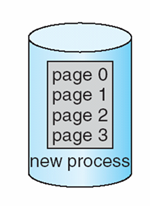 page 0
page 1
page 2
page 3
new process